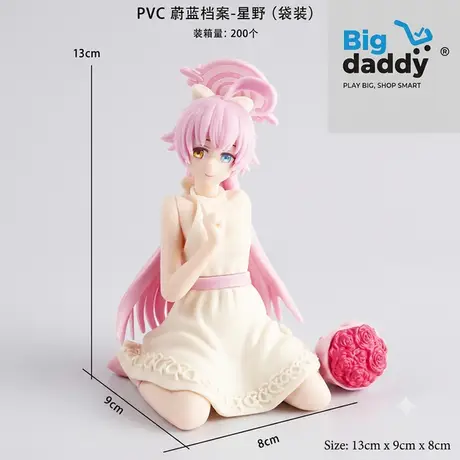 PVC 蔚蓝档案-星野 (袋装)
装箱量: 200个
Big
daddy ®
PLAY BIG, SHOP SMART
13cm
9cm
8cm
Size: 13cm x 9cm x 8cm